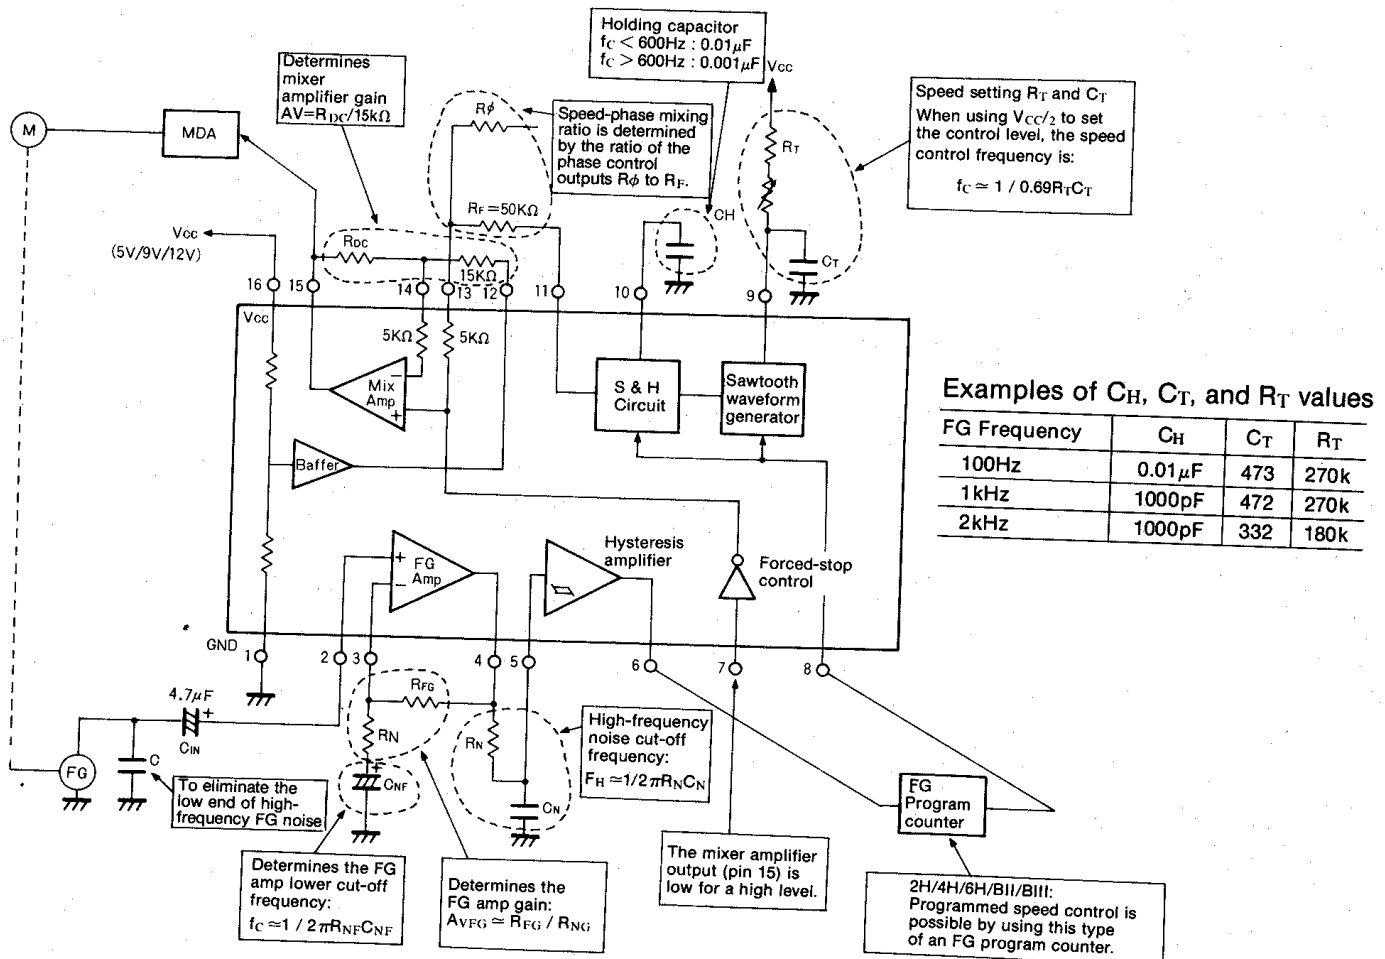 Holding capacitor
fC < 600Hz : 0.01μF
fC > 600Hz : 0.001μF
Vcc
Determines
mixer
amplifier gain
AV=RDC/15kΩ
Rφ
Speed-phase mixing
ratio is determined
by the ratio of the
phase control
outputs Rφ to RF.
Speed setting RT and CT
When using VCC/2 to set
the control level, the speed
control frequency is:
fC ≃ 1 / 0.69RTCT
M
MDA
RT
RF=50KΩ
CH
Vcc
(5V/9V/12V)
RDC
15KΩ
CT
16
15
14
13
12
11
10
9
Vcc
5KΩ
5KΩ
Mix
Amp
−
+
S & H
Circuit
Sawtooth
waveform
generator
Baffer
Examples of CH, CT, and RT values
FG Frequency CH CT RT
100Hz 0.01μF 473 270k
1kHz 1000pF 472 270k
2kHz 1000pF 332 180k
+
−
FG
Amp
Hysteresis
amplifier
Forced-stop
control
GND
1
2
3
4
5
6
7
8
4.7μF
+
CIN
C
FG
RFG
RN
+
CNF
RN
CN
High-frequency
noise cut-off
frequency:
FH ≃1/2πRNCN
To eliminate the
low end of high-
frequency FG noise
FG
Program
counter
Determines the FG
amp lower cut-off
frequency:
fC ≃1 / 2πRNFCNF
Determines the
FG amp gain:
AVFG ≃ RFG / RNG
The mixer amplifier
output (pin 15) is
low for a high level.
2H/4H/6H/BII/BIII:
Programmed speed control is
possible by using this type
of an FG program counter.